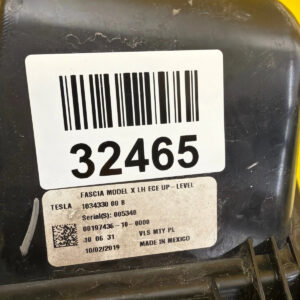 32465
FASCIA MODEL X LH ECE UP-LEVEL
TESLA 1034330 00 B
Serial(S): 005340
00197436-10-0000
30 06 31 VLS MTY PL
10/02/2019 MADE IN MEXICO